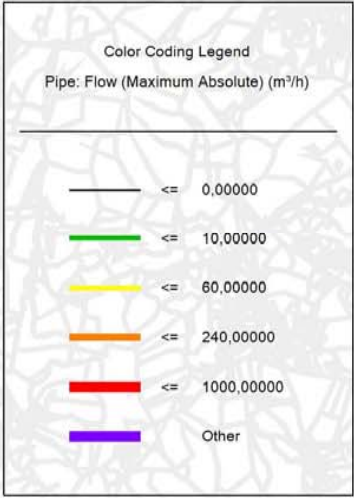 Color Coding Legend
Pipe: Flow (Maximum Absolute) (m³/h)
<= 0,00000
<= 10,00000
<= 60,00000
<= 240,00000
<= 1000,00000
Other